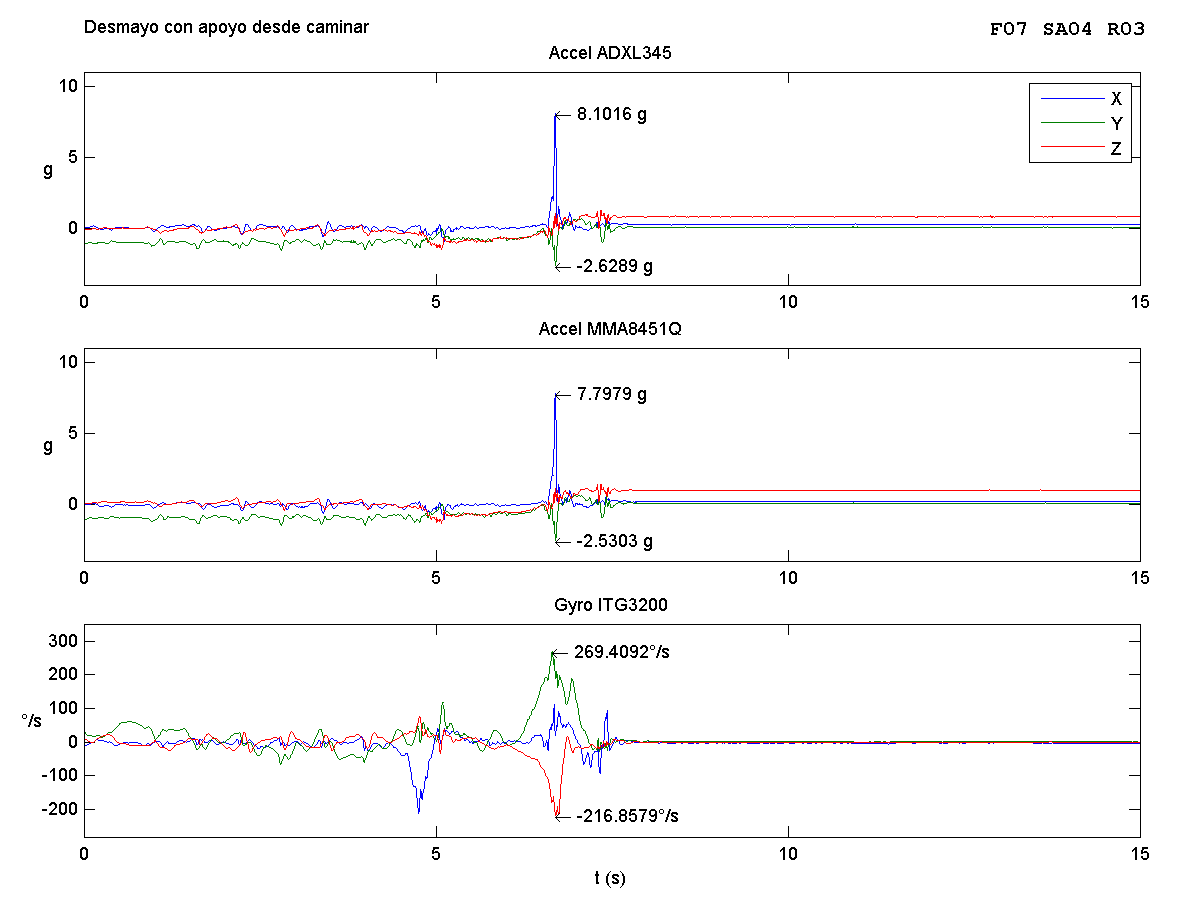 Desmayo con apoyo desde caminar
F07 SA04 R03
Accel ADXL345
10
5
0
g
8.1016 g
-2.6289 g
X
Y
Z
0 5 10 15
Accel MMA8451Q
10
5
0
g
7.7979 g
-2.5303 g
0 5 10 15
Gyro ITG3200
300
200
100
0
-100
-200
°/s
269.4092°/s
-216.8579°/s
0 5 10 15
t (s)